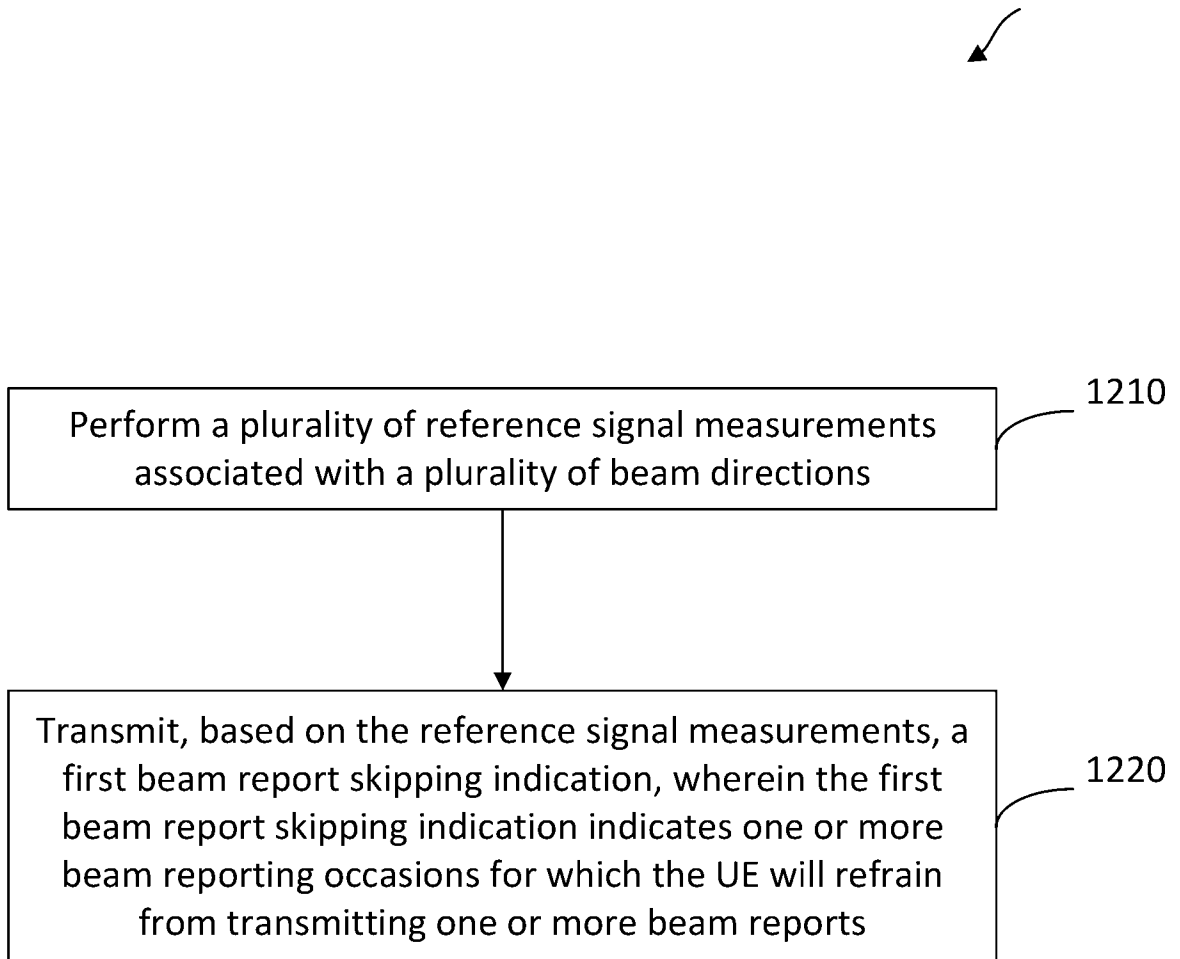 1210
Perform a plurality of reference signal measurements
associated with a plurality of beam directions
1220
Transmit, based on the reference signal measurements, a
first beam report skipping indication, wherein the first
beam report skipping indication indicates one or more
beam reporting occasions for which the UE will refrain
from transmitting one or more beam reports